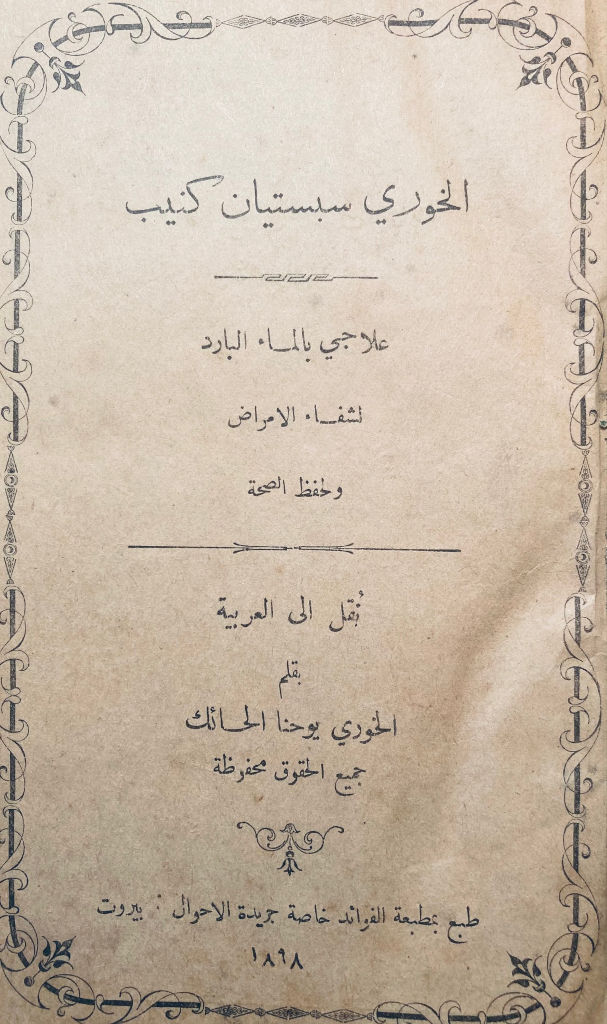 الخوري سبستيان كنيب
علاجي بالماء البارد
لشفاء الامراض
ولحفظ الصحة
نُقل الى العربية
بقلم
الخوري يوحنا الحائك
جميع الحقوق محفوظة
طبع بمطبعة الفوائد خاصة جريدة الاحوال : بيروت
١٨٩٨